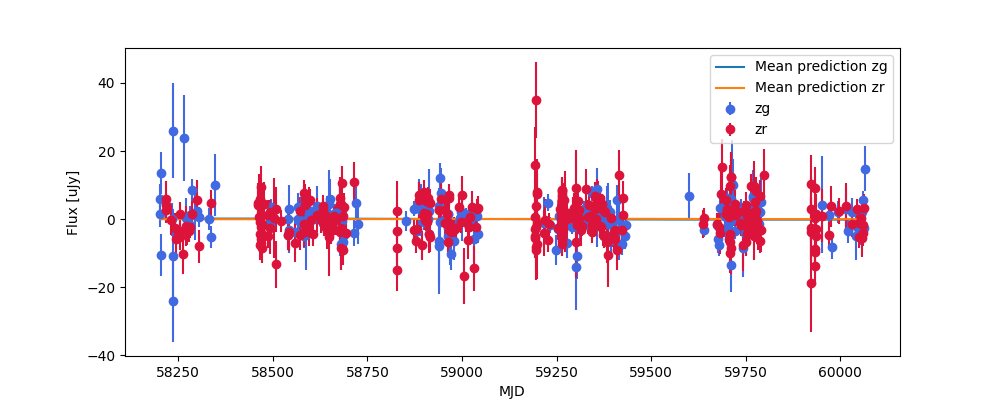 Flux [uJy]
40
20
0
−20
−40
58250
58500
58750
59000
59250
59500
59750
60000
MJD
Mean prediction zg
Mean prediction zr
zg
zr